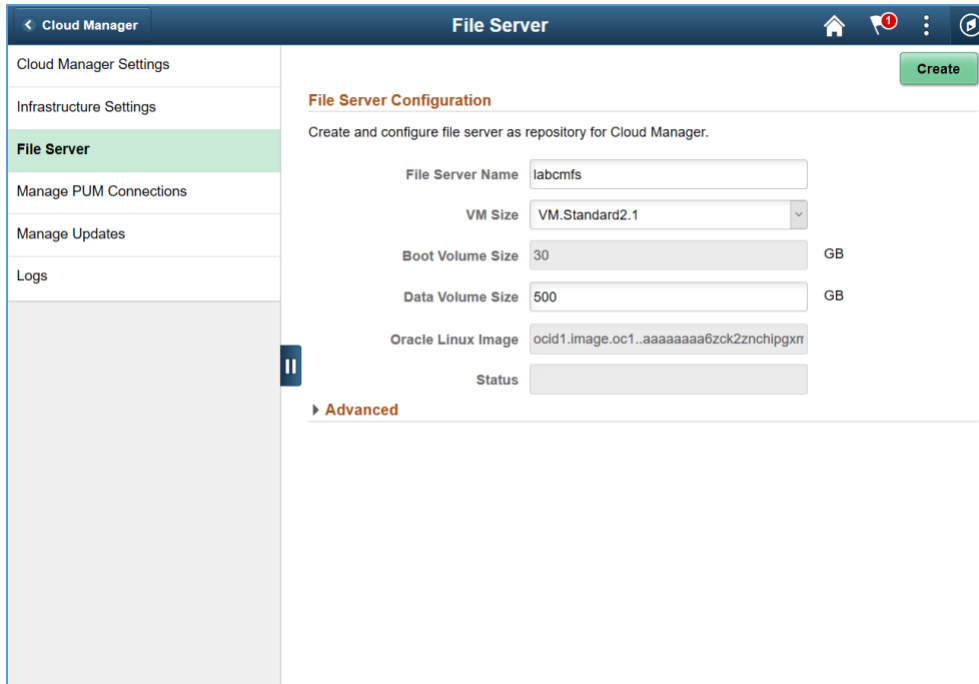 Cloud Manager
File Server
1
Cloud Manager Settings
Infrastructure Settings
File Server
Manage PUM Connections
Manage Updates
Logs
Create
File Server Configuration
Create and configure file server as repository for Cloud Manager.
File Server Name labcmfs
VM Size VM.Standard2.1
Boot Volume Size 30 GB
Data Volume Size 500 GB
Oracle Linux Image ocid1.image.oc1..aaaaaaaa6zck2znchipgxm
Status
Advanced